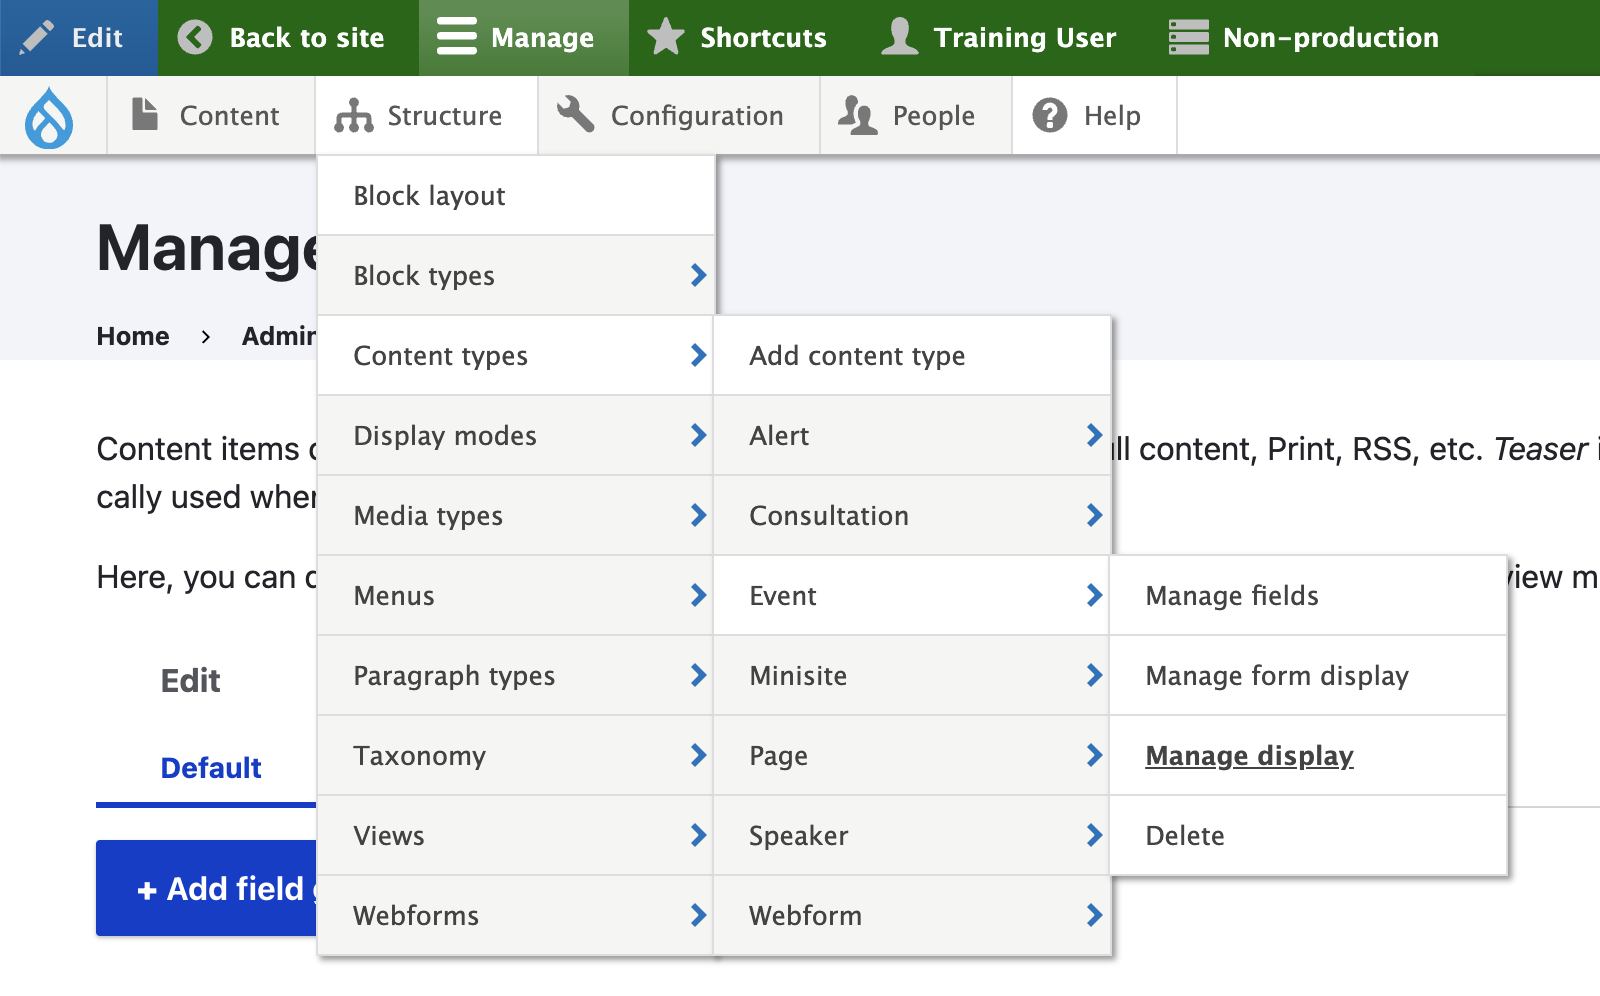 Edit Back to site Manage Shortcuts Training User Non-production
Content Structure Configuration People Help
Manage
Home Admin
Block layout
Block types
Content types
Display modes
Media types
Menus
Paragraph types
Taxonomy
Views
Webforms
Add content type
Alert
Consultation
Event
Minisite
Page
Speaker
Webform
Manage fields
Manage form display
Manage display
Delete
Content items
ll content, Print, RSS, etc. Teaser
cally used when
Here, you can
view m
Edit
Default
+ Add field